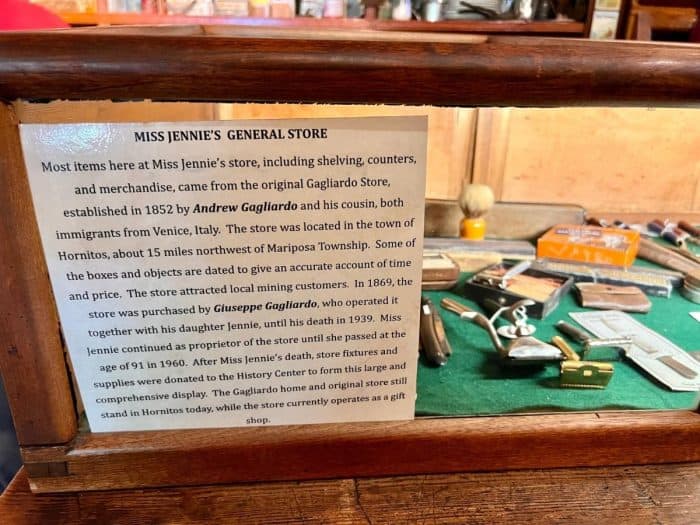 MISS JENNIE'S GENERAL STORE
Most items here at Miss Jennie's store, including shelving, counters,
and merchandise, came from the original Gagliardo Store,
established in 1852 by Andrew Gagliardo and his cousin, both
immigrants from Venice, Italy. The store was located in the town of
Hornitos, about 15 miles northwest of Mariposa Township. Some of
the boxes and objects are dated to give an accurate account of time
and price. The store attracted local mining customers. In 1869, the
store was purchased by Giuseppe Gagliardo, who operated it
together with his daughter Jennie, until his death in 1939. Miss
Jennie continued as proprietor of the store until she passed at the
age of 91 in 1960. After Miss Jennie's death, store fixtures and
supplies were donated to the History Center to form this large and
comprehensive display. The Gagliardo home and original store still
stand in Hornitos today, while the store currently operates as a gift
shop.